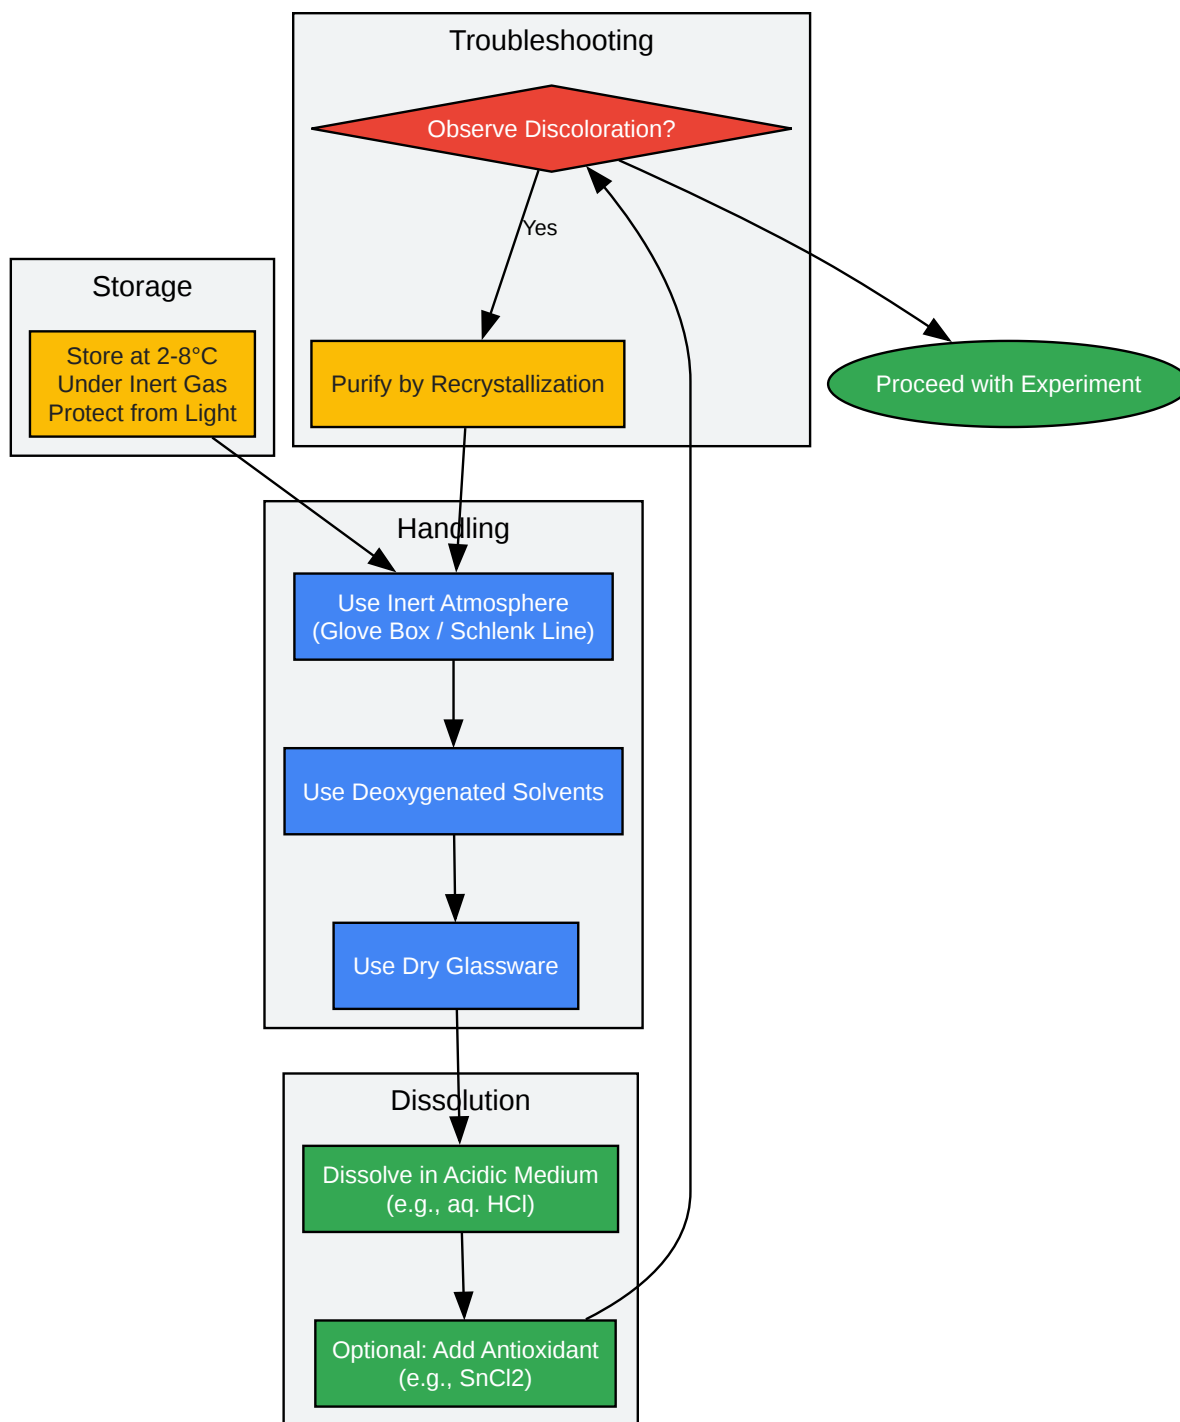 Troubleshooting
Observe Discoloration?
Yes
Storage
Store at 2-8°C
Under Inert Gas
Protect from Light
Purify by Recrystallization
Proceed with Experiment
Handling
Use Inert Atmosphere
(Glove Box / Schlenk Line)
Use Deoxygenated Solvents
Use Dry Glassware
Dissolution
Dissolve in Acidic Medium
(e.g., aq. HCl)
Optional: Add Antioxidant
(e.g., SnCl2)